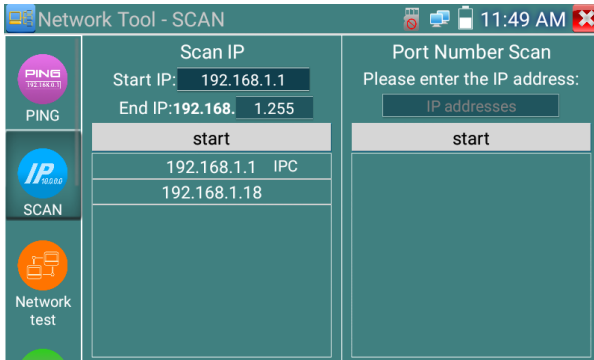 Network Tool - SCAN
11:49 AM
PING
192.168.0.1
PING
IP
10.0.0.0
SCAN
Network
test
Scan IP
Start IP: 192.168.1.1
End IP:192.168. 1.255
start
192.168.1.1 IPC
192.168.1.18
Port Number Scan
Please enter the IP address:
IP addresses
start